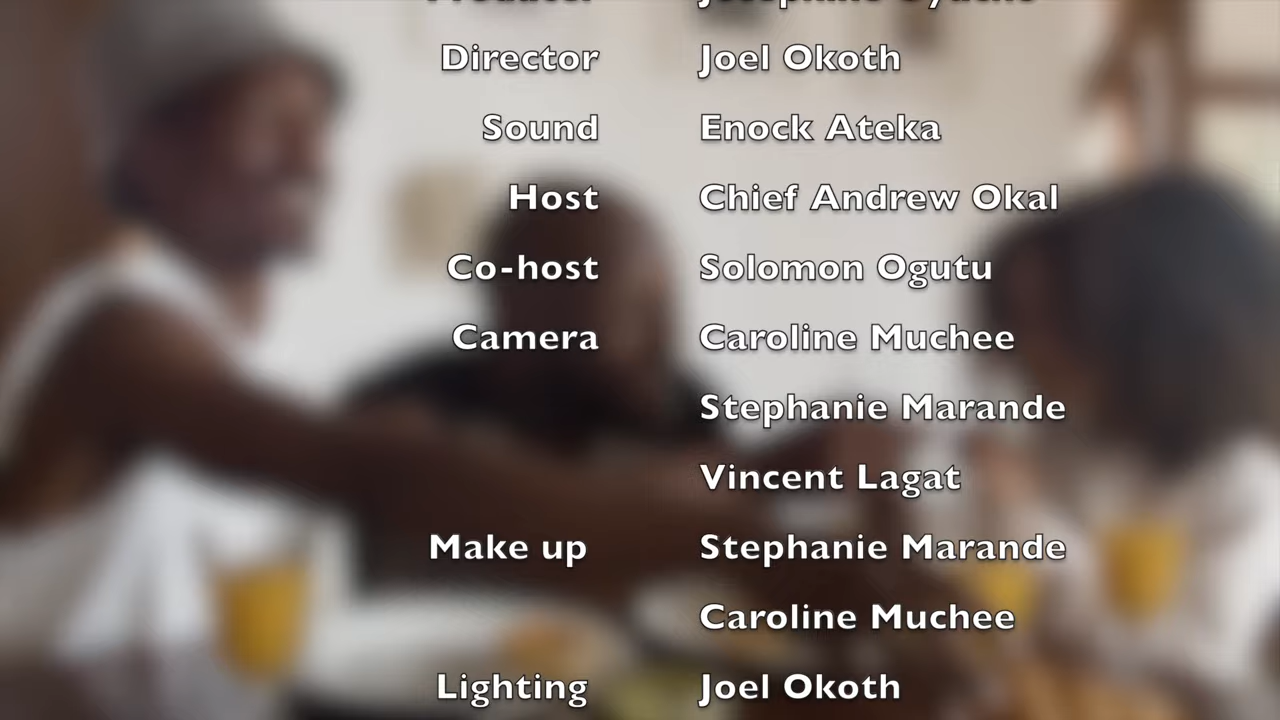 Director Joel Okoth
Sound Enock Ateka
Host Chief Andrew Okal
Co-host Solomon Ogutu
Camera Caroline Muchee
Stephanie Marande
Vincent Lagat
Make up Stephanie Marande
Caroline Muchee
Lighting Joel Okoth